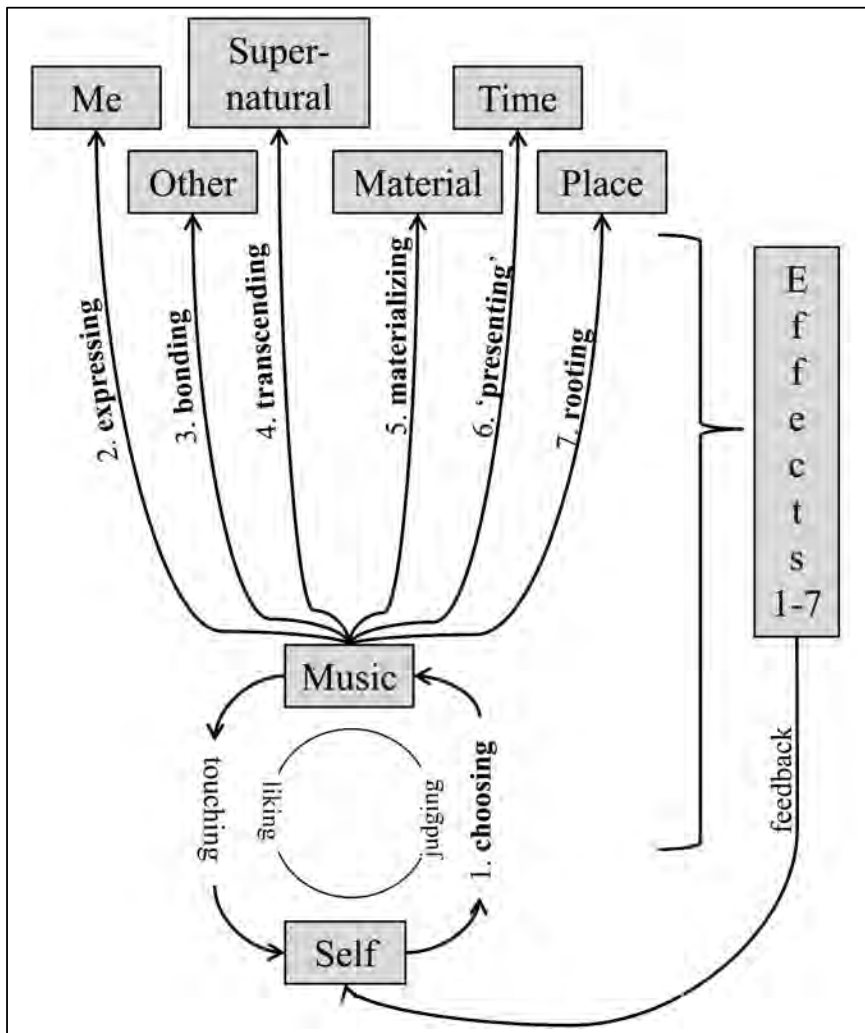 Super-
natural
Me
Time
Other
Material
Place
2. expressing
3. bonding
4. transcending
5. materializing
6. ‘presenting’
7. rooting
E
f
f
e
c
t
s
1-7
Music
touching
liking
judging
1. choosing
feedback
Self